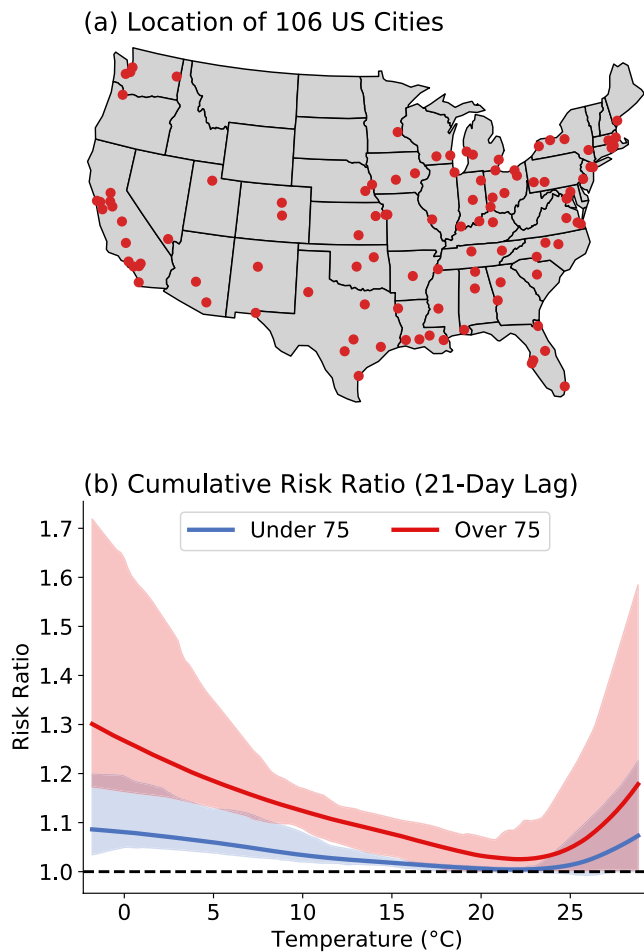 (a) Location of 106 US Cities
(b) Cumulative Risk Ratio (21-Day Lag)
Under 75
Over 75
1.7
1.6
1.5
1.4
1.3
1.2
1.1
1.0
Risk Ratio
0
5
10
15
20
25
Temperature (°C)